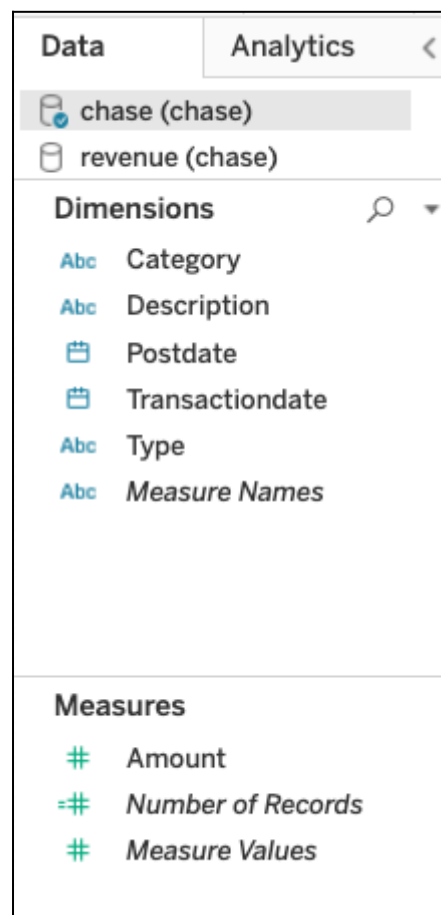 Data Analytics
chase (chase)
revenue (chase)
Dimensions
Abc Category
Abc Description
Postdate
Transactiondate
Abc Type
Abc Measure Names
Measures
# Amount
=# Number of Records
# Measure Values